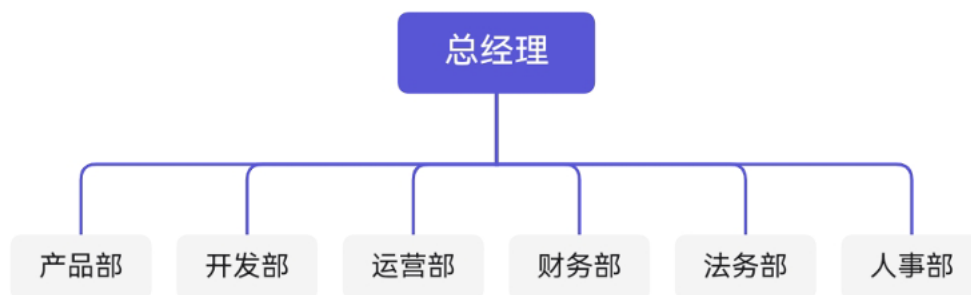 总经理
产品部
开发部
运营部
财务部
法务部
人事部